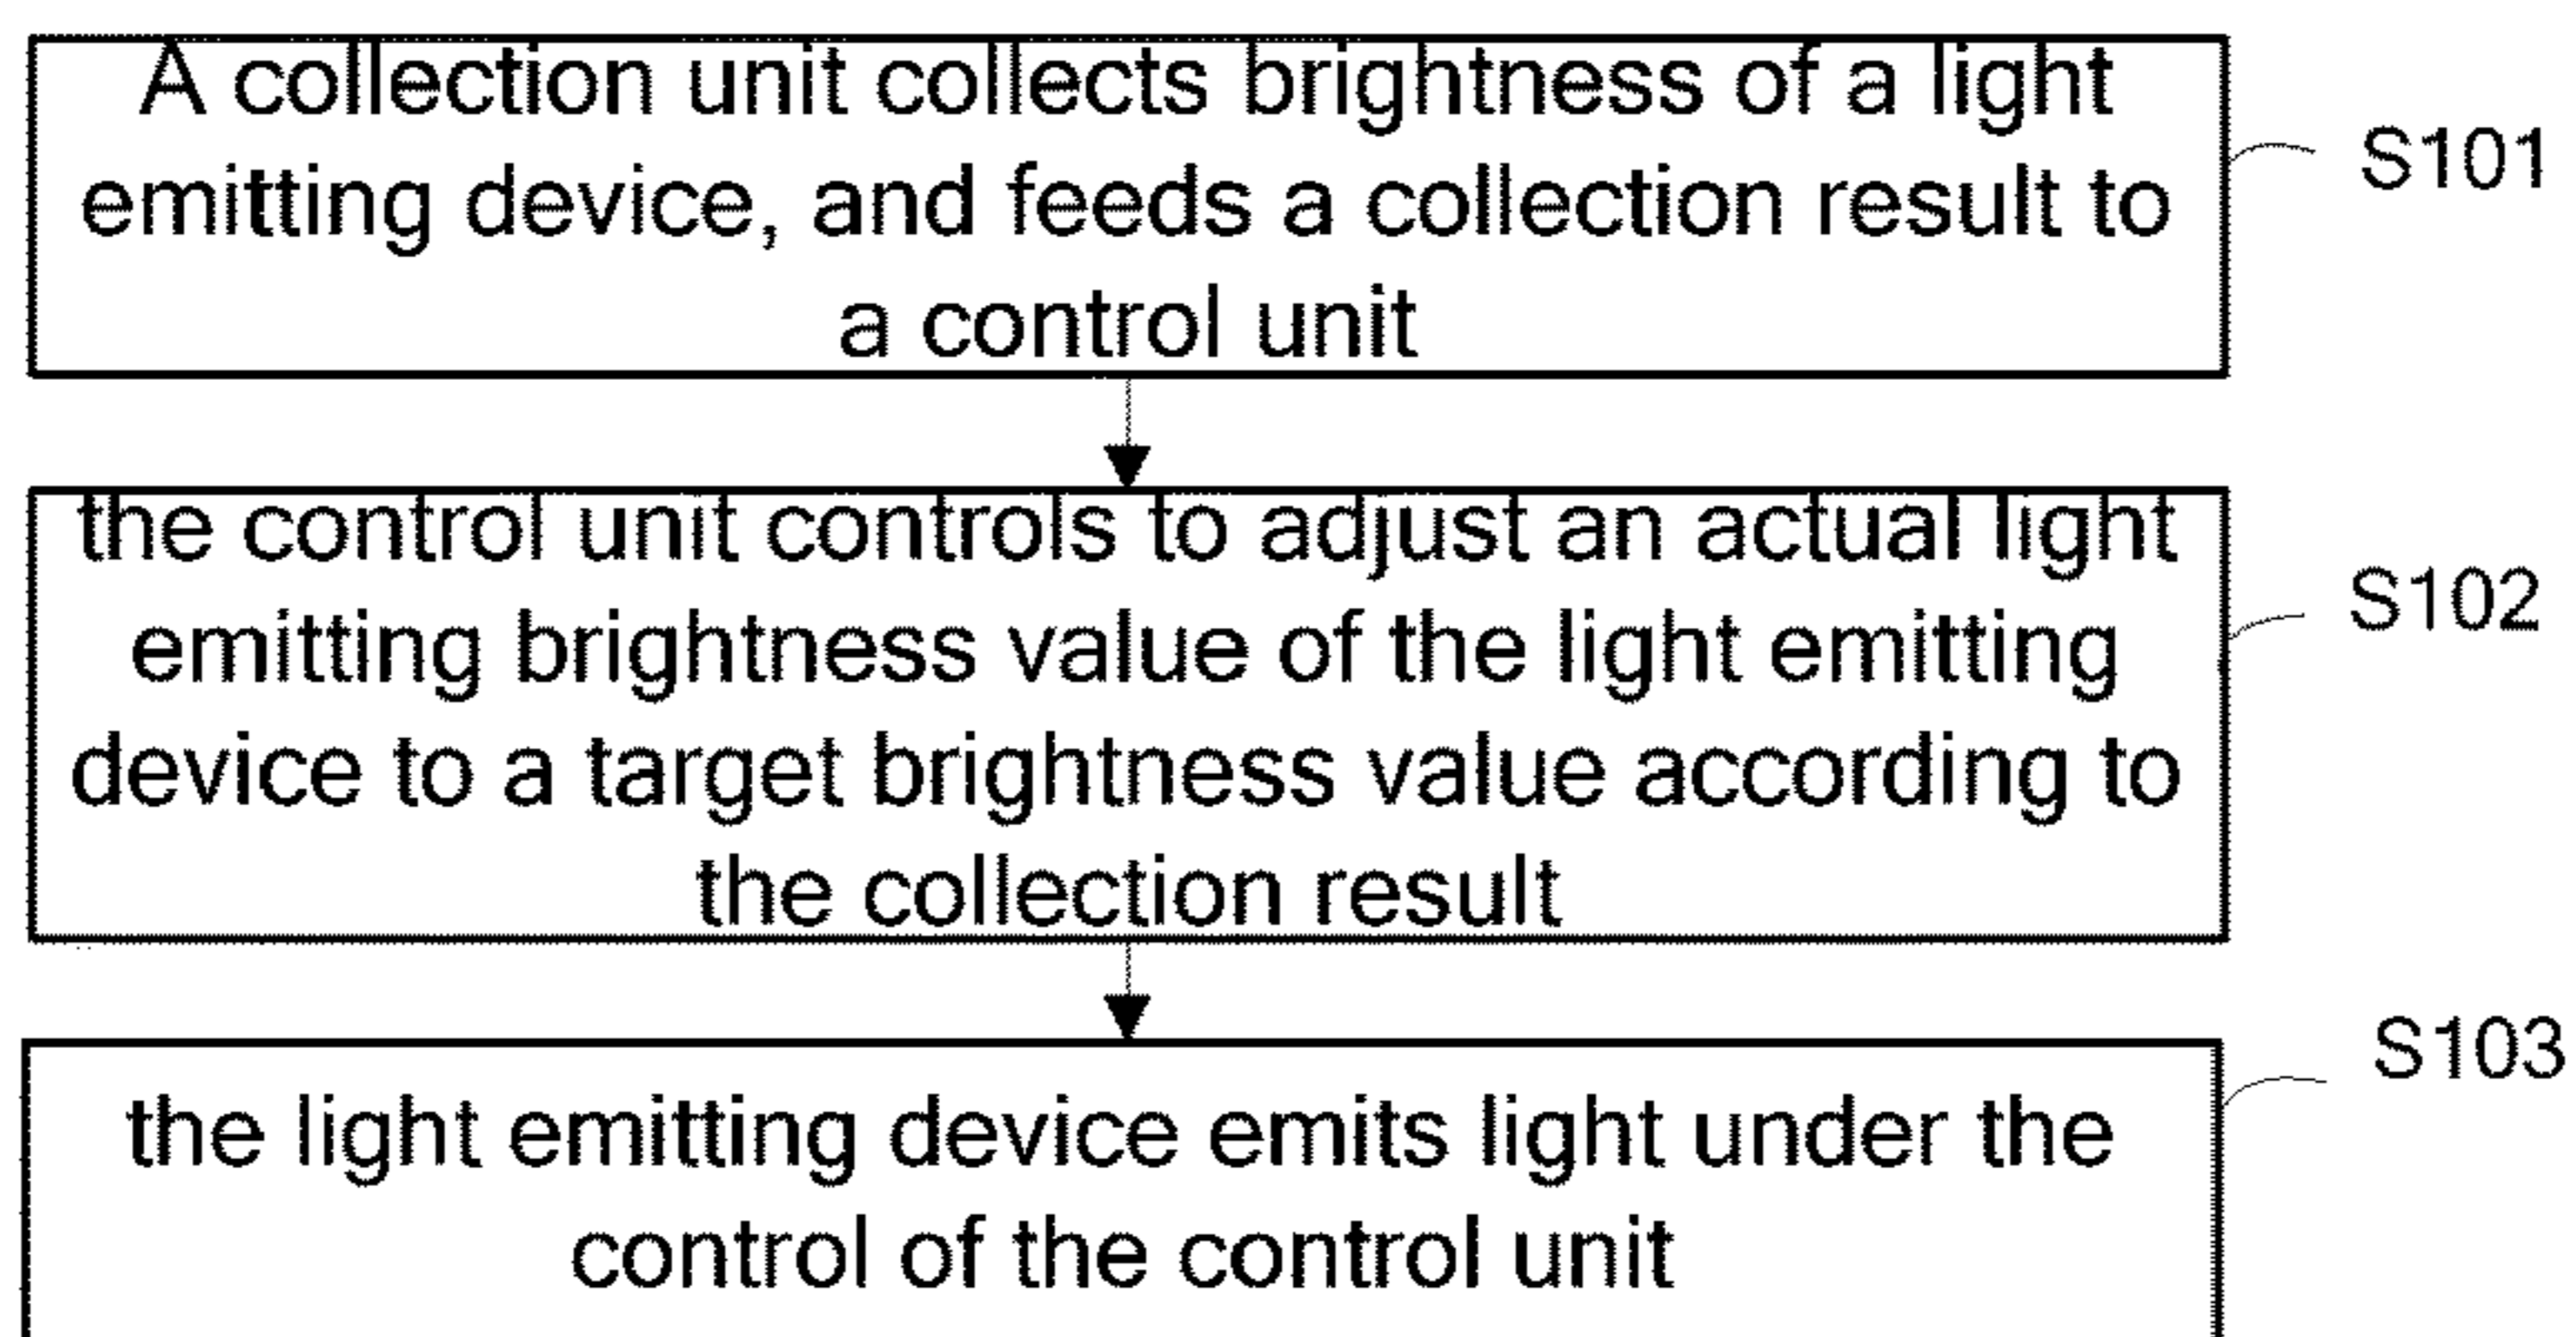 A collection unit collects brightness of a light
emitting device, and feeds a collection result to
a control unit
S101
the control unit controls to adjust an actual light
emitting brightness value of the light emitting
device to a target brightness value according to
the collection result
S102
the light emitting device emits light under the
control of the control unit
S103